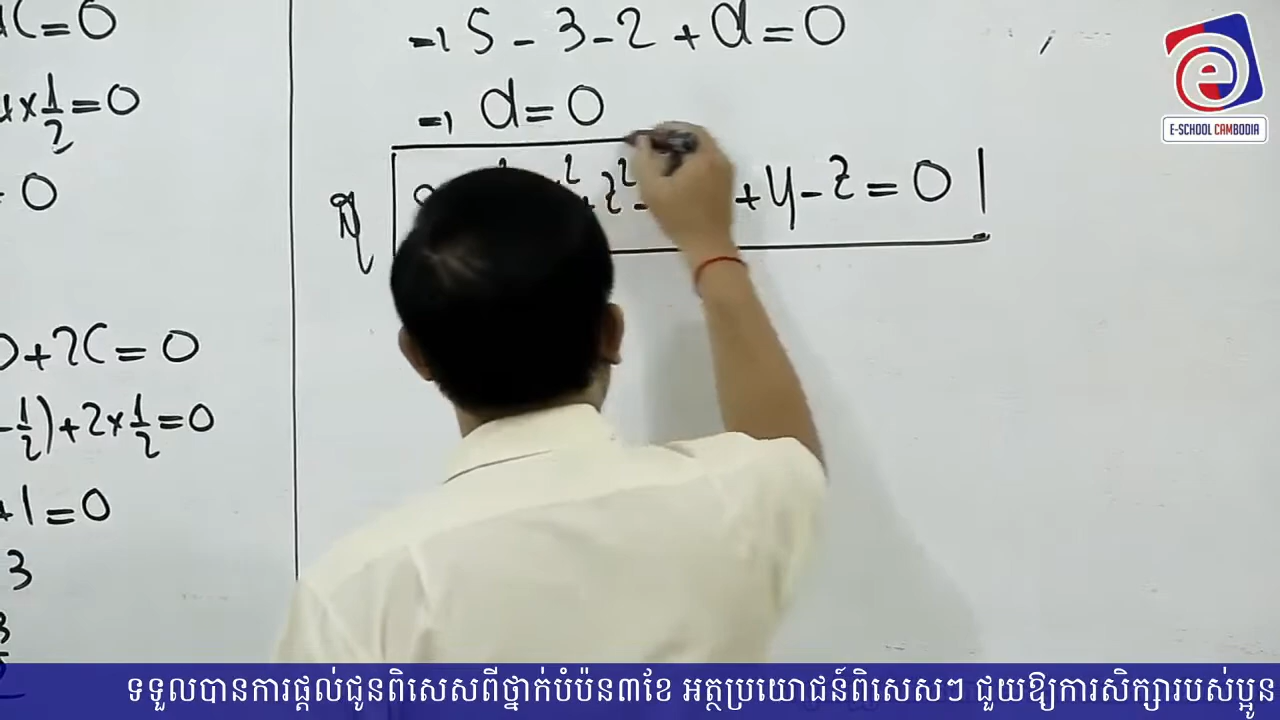 C=0
x 1/2 = 0
0
+2C=0
- 1/2) + 2 x 1/2 = 0
+1=0
3
5-3-2+d=0
d=0
z² +y-z=0
E-SCHOOL CAMBODIA
ទទួលបានការផ្តល់ជូនពិសេសពីថ្នាក់បំប៉ន៣ខែ អត្ថប្រយោជន៍ពិសេសៗ ជួយឱ្យការសិក្សារបស់ប្អូន